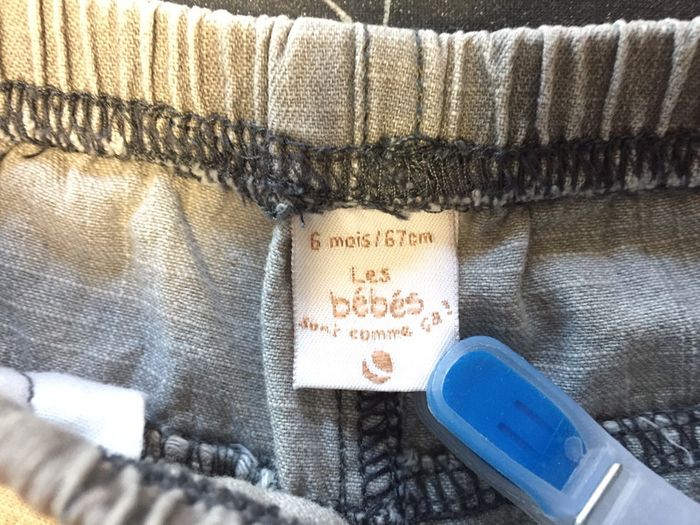 6 mois/67cm
Les
bébés
sont comme ça!